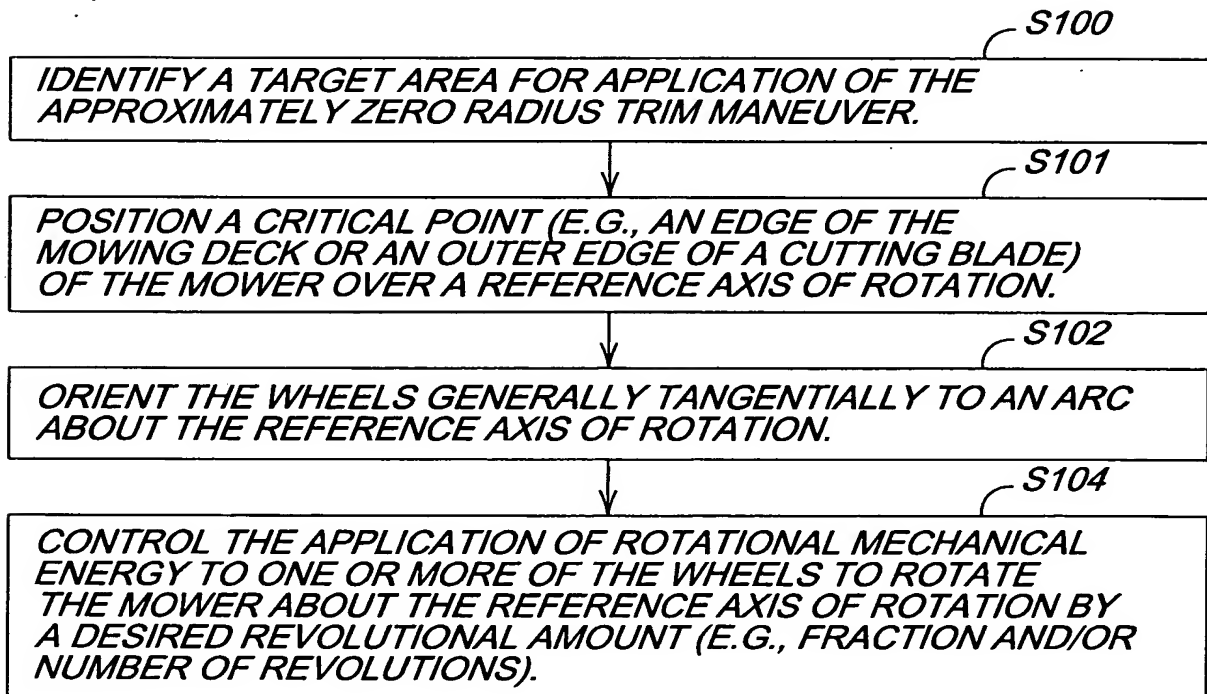 S100
IDENTIFY A TARGET AREA FOR APPLICATION OF THE
APPROXIMATELY ZERO RADIUS TRIM MANEUVER.
S101
POSITION A CRITICAL POINT (E.G., AN EDGE OF THE
MOWING DECK OR AN OUTER EDGE OF A CUTTING BLADE)
OF THE MOWER OVER A REFERENCE AXIS OF ROTATION.
S102
ORIENT THE WHEELS GENERALLY TANGENTIALLY TO AN ARC
ABOUT THE REFERENCE AXIS OF ROTATION.
S104
CONTROL THE APPLICATION OF ROTATIONAL MECHANICAL
ENERGY TO ONE OR MORE OF THE WHEELS TO ROTATE
THE MOWER ABOUT THE REFERENCE AXIS OF ROTATION BY
A DESIRED REVOLUTIONAL AMOUNT (E.G., FRACTION AND/OR
NUMBER OF REVOLUTIONS).